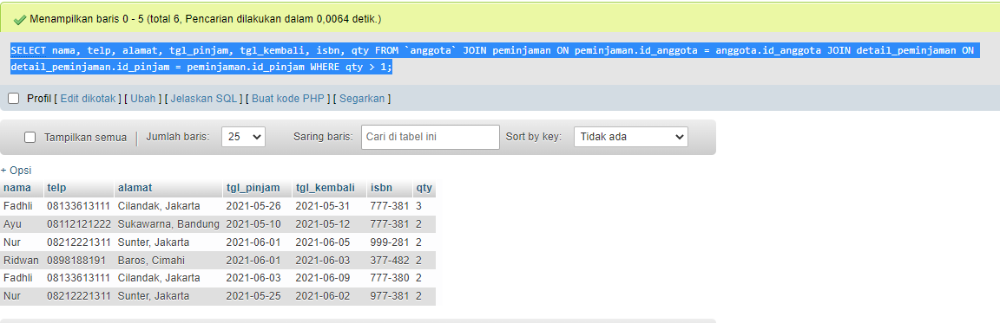 Menampilkan baris 0 - 5 (total 6, Pencarian dilakukan dalam 0,0064 detik.)
SELECT nama, telp, alamat, tgl_pinjam, tgl_kembali, isbn, qty FROM `anggota` JOIN peminjaman ON peminjaman.id_anggota = anggota.id_anggota JOIN detail_peminjaman ON
detail_peminjaman.id_pinjam = peminjaman.id_pinjam WHERE qty > 1;
Profil [ Edit dikotak ] [ Ubah ] [ Jelaskan SQL ] [ Buat kode PHP ] [ Segarkan ]
Tampilkan semua | Jumlah baris: 25 Saring baris: Cari di tabel ini Sort by key: Tidak ada
+ Opsi
nama telp alamat tgl_pinjam tgl_kembali isbn qty
Fadhli 08133613111 Cilandak, Jakarta 2021-05-26 2021-05-31 777-381 3
Ayu 08112121222 Sukawarna, Bandung 2021-05-10 2021-05-12 777-381 2
Nur 08212221311 Sunter, Jakarta 2021-06-01 2021-06-05 999-281 2
Ridwan 0898188191 Baros, Cimahi 2021-06-01 2021-06-03 377-482 2
Fadhli 08133613111 Cilandak, Jakarta 2021-06-03 2021-06-09 777-380 2
Nur 08212221311 Sunter, Jakarta 2021-05-25 2021-06-02 977-381 2